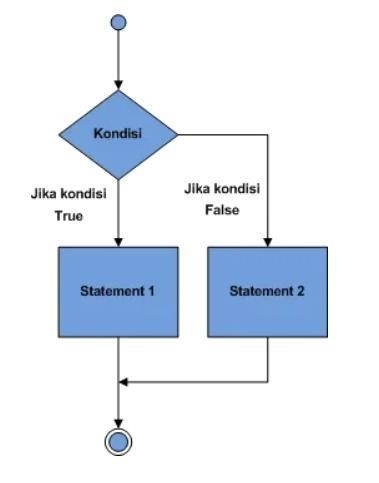 Kondisi
Jika kondisi
True
Jika kondisi
False
Statement 1
Statement 2